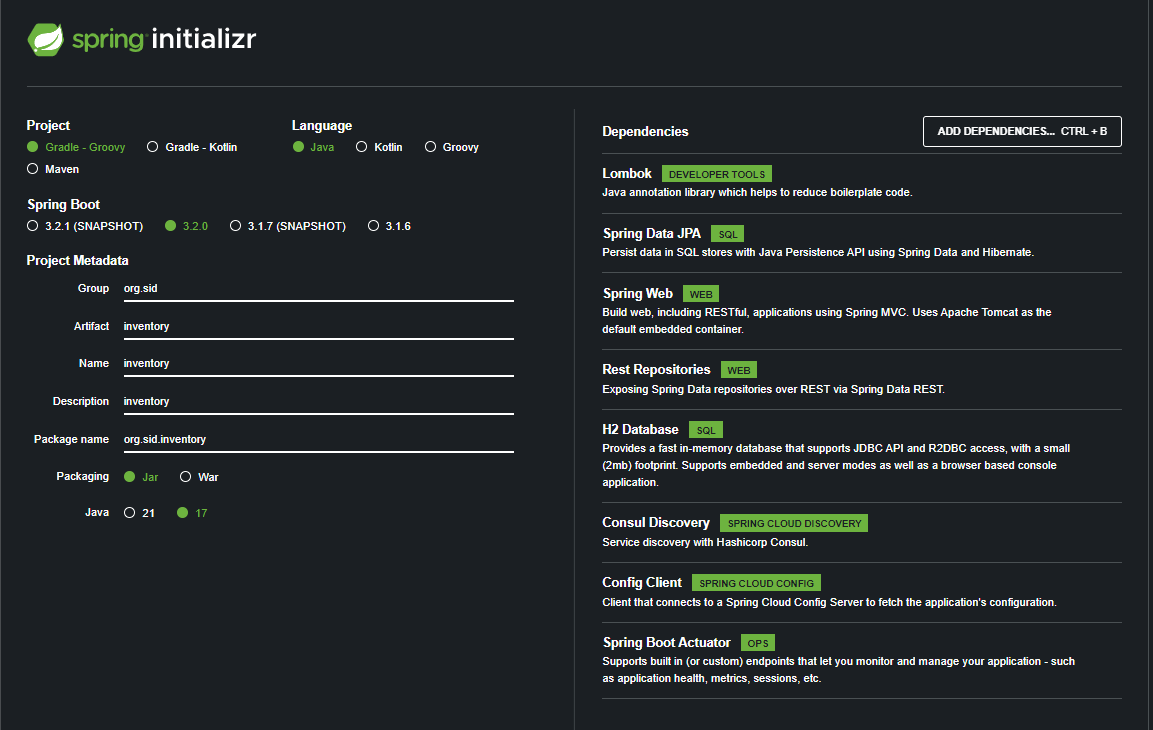 spring initializr
Project
Gradle - Groovy Gradle - Kotlin
Maven
Language
Java Kotlin Groovy
Spring Boot
3.2.1 (SNAPSHOT) 3.2.0 3.1.7 (SNAPSHOT) 3.1.6
Project Metadata
Group org.sid
Artifact inventory
Name inventory
Description inventory
Package name org.sid.inventory
Packaging Jar War
Java 21 17
Dependencies
ADD DEPENDENCIES... CTRL + B
Lombok DEVELOPER TOOLS
Java annotation library which helps to reduce boilerplate code.
Spring Data JPA SQL
Persist data in SQL stores with Java Persistence API using Spring Data and Hibernate.
Spring Web WEB
Build web, including RESTful, applications using Spring MVC. Uses Apache Tomcat as the
default embedded container.
Rest Repositories WEB
Exposing Spring Data repositories over REST via Spring Data REST.
H2 Database SQL
Provides a fast in-memory database that supports JDBC API and R2DBC access, with a small
(2mb) footprint. Supports embedded and server modes as well as a browser based console
application.
Consul Discovery SPRING CLOUD DISCOVERY
Service discovery with Hashicorp Consul.
Config Client SPRING CLOUD CONFIG
Client that connects to a Spring Cloud Config Server to fetch the application's configuration.
Spring Boot Actuator OPS
Supports built in (or custom) endpoints that let you monitor and manage your application - such
as application health, metrics, sessions, etc.